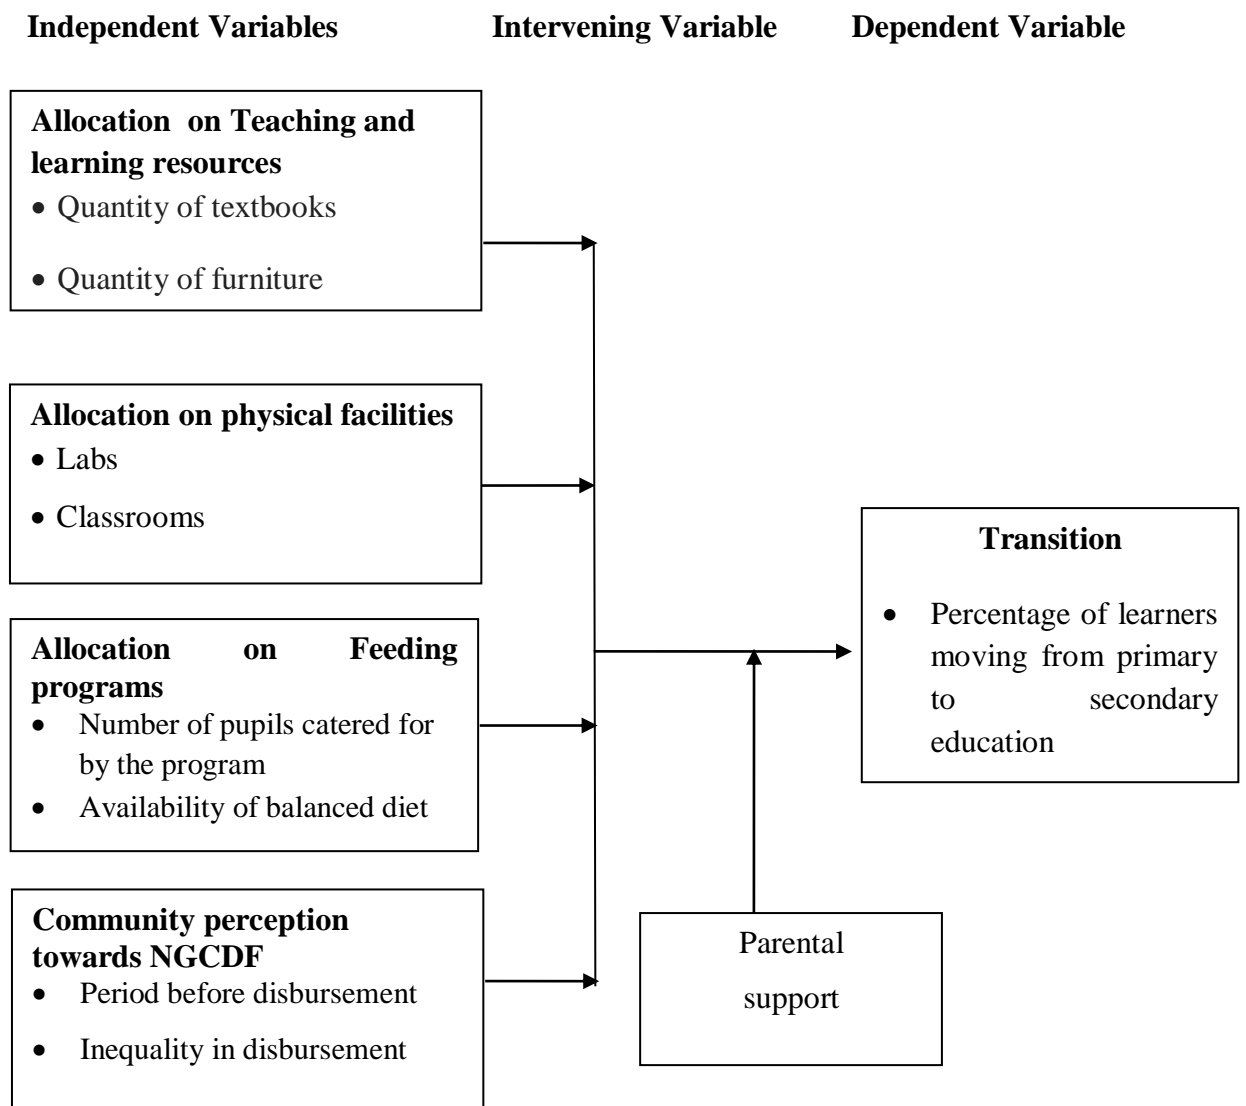 Independent Variables Intervening Variable Dependent Variable
Allocation on Teaching and
learning resources
• Quantity of textbooks
• Quantity of furniture
Allocation on physical facilities
• Labs
• Classrooms
Allocation on Feeding
programs
• Number of pupils catered for
by the program
• Availability of balanced diet
Community perception
towards NGCDF
• Period before disbursement
• Inequality in disbursement
Parental
support
Transition
• Percentage of learners
moving from primary
to secondary
education